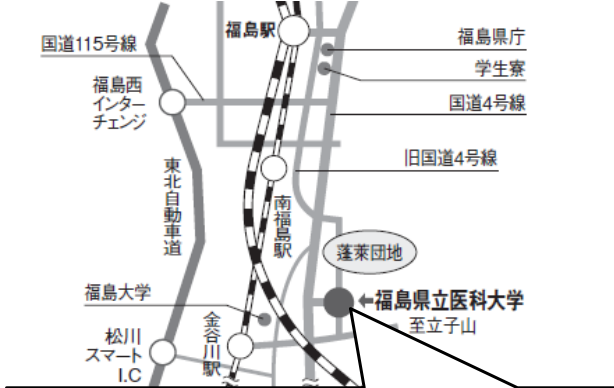 福島駅
福島県庁
国道115号線
学生寮
福島西
インター
チェンジ
国道4号線
旧国道4号線
東北自動車道
南福島駅
蓬莱団地
福島大学
←福島県立医科大学
至立子山
金谷川駅
松川
スマート
I.C